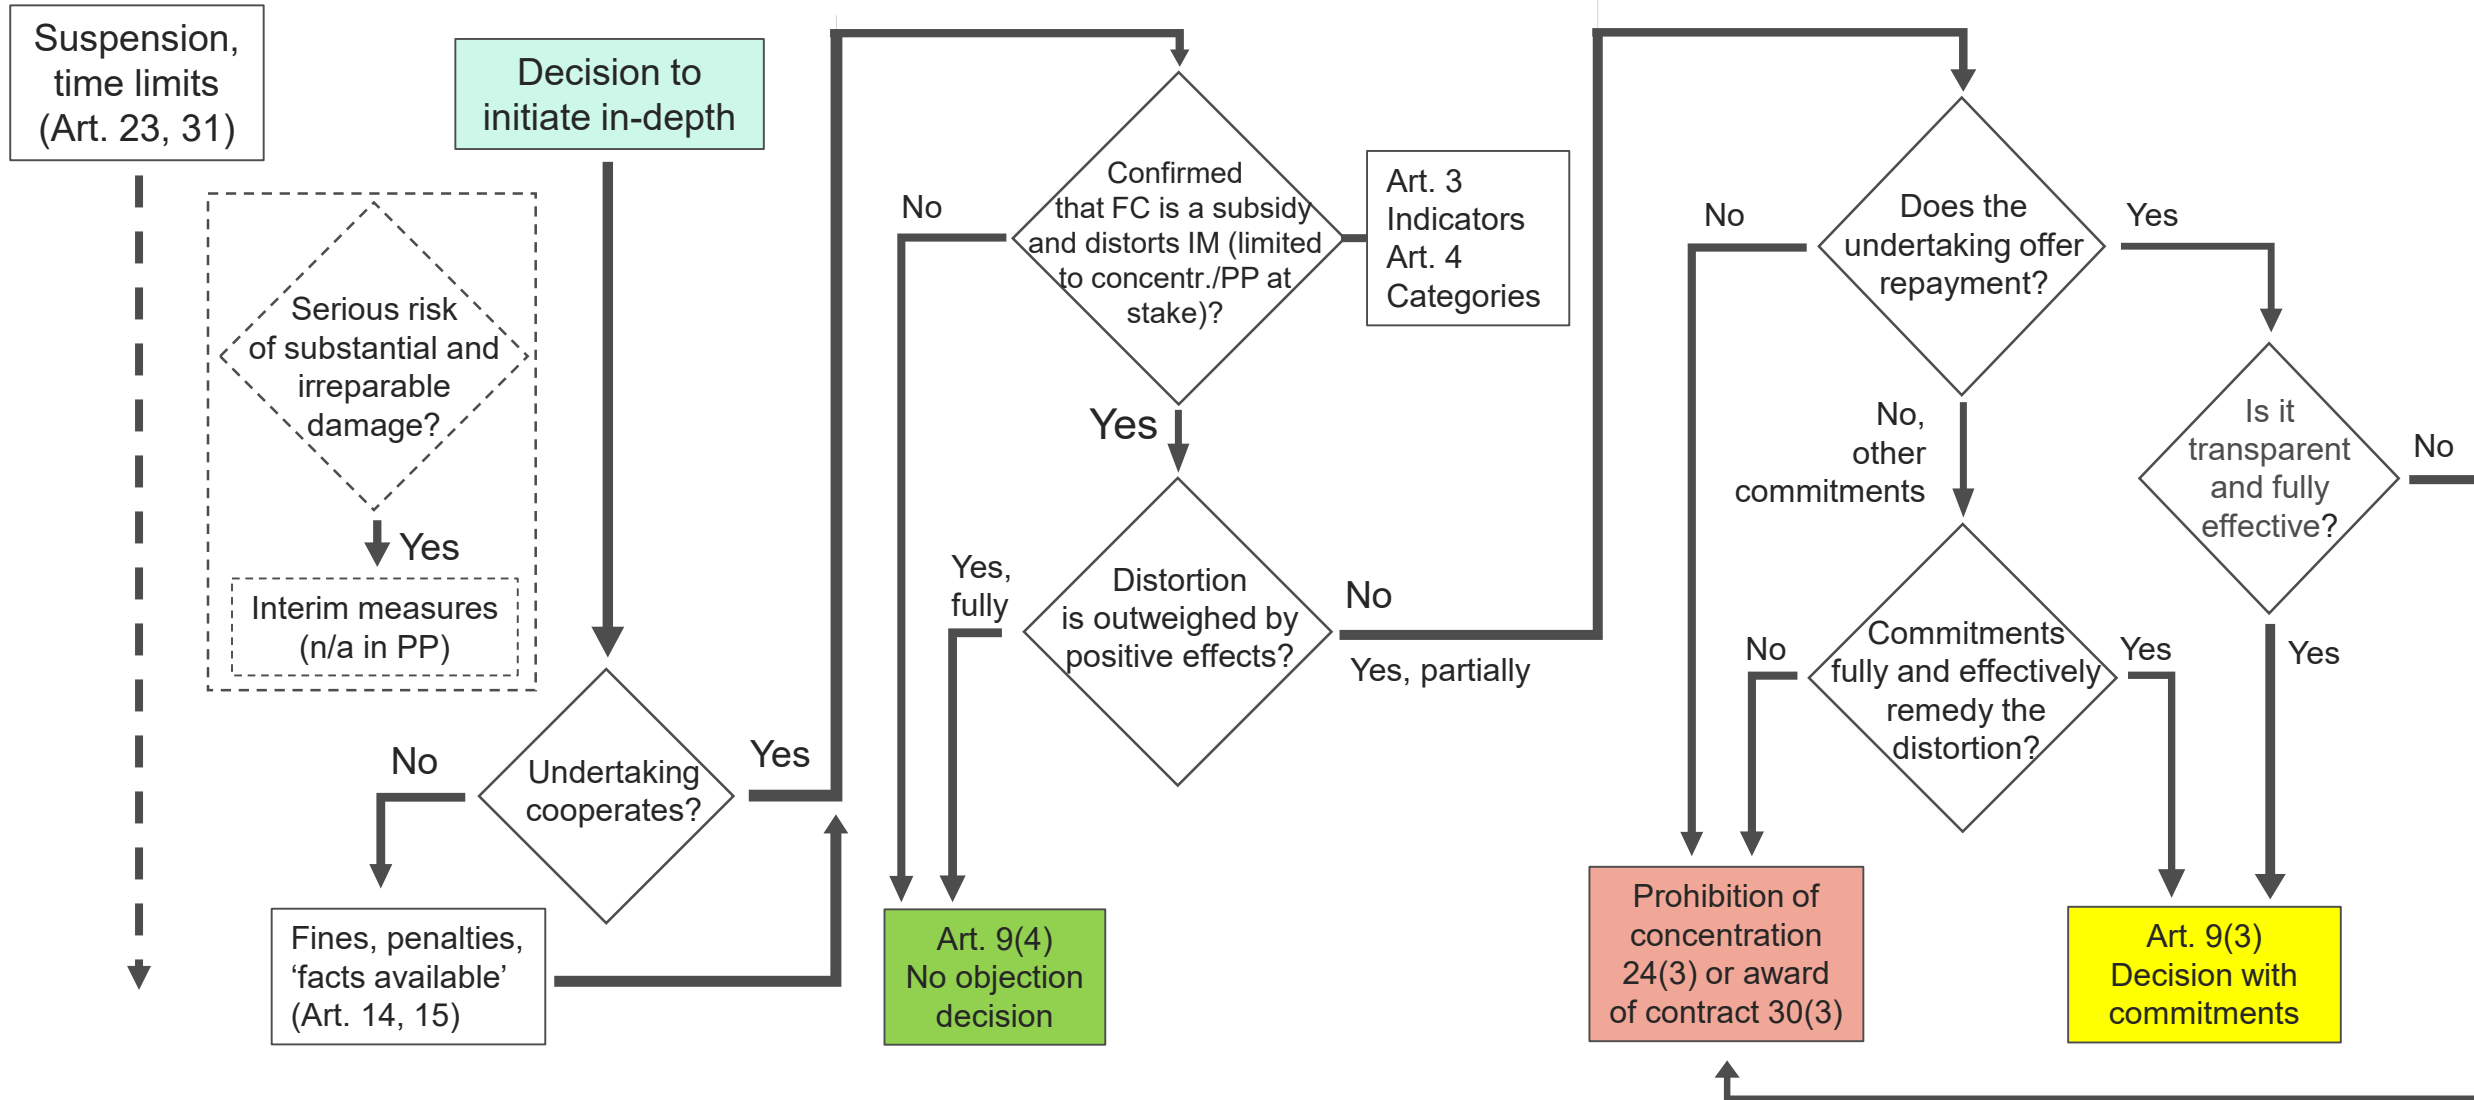 Suspension,
time limits
(Art. 23, 31)
Decision to
initiate in-depth
Serious risk
of substantial and
irreparable
damage?
Yes
Interim measures
(n/a in PP)
Undertaking
cooperates?
No
Yes
Fines, penalties,
‘facts available’
(Art. 14, 15)
Confirmed
that FC is a subsidy
and distorts IM (limited
to concentr./PP at
stake)?
No
Art. 3
Indicators
Art. 4
Categories
Yes
Distortion
is outweighed by
positive effects?
Yes,
fully
No
Yes, partially
Art. 9(4)
No objection
decision
Does the
undertaking offer
repayment?
No
Yes
No,
other
commitments
Is it
transparent
and fully
effective?
No
Yes
Commitments
fully and effectively
remedy the
distortion?
No
Yes
Prohibition of
concentration
24(3) or award
of contract 30(3)
Art. 9(3)
Decision with
commitments